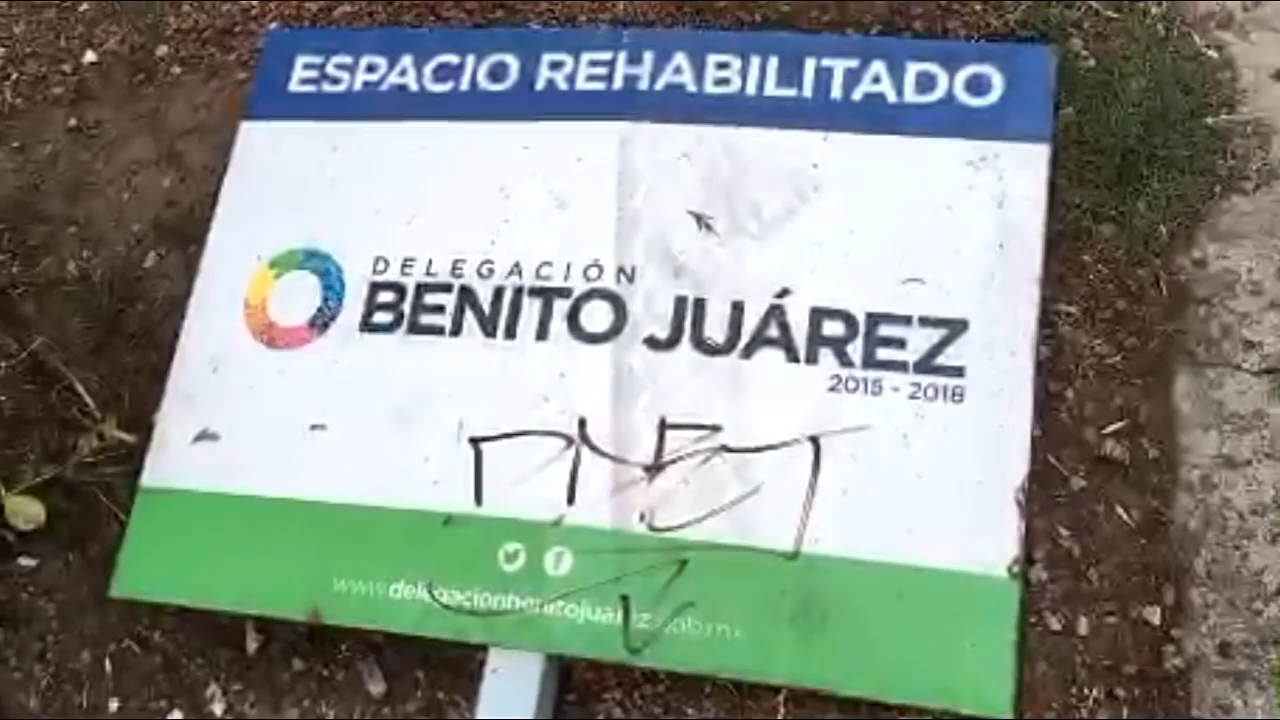 ESPACIO REHABILITADO
DELEGACIÓN
BENITO JUÁREZ
2015 - 2018
www.delegacionbenitojuarez.gob.mx